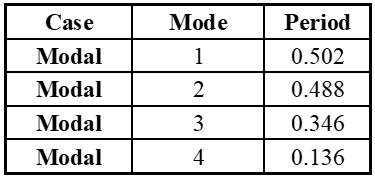 Case Mode Period
Modal 1 0.502
Modal 2 0.488
Modal 3 0.346
Modal 4 0.136